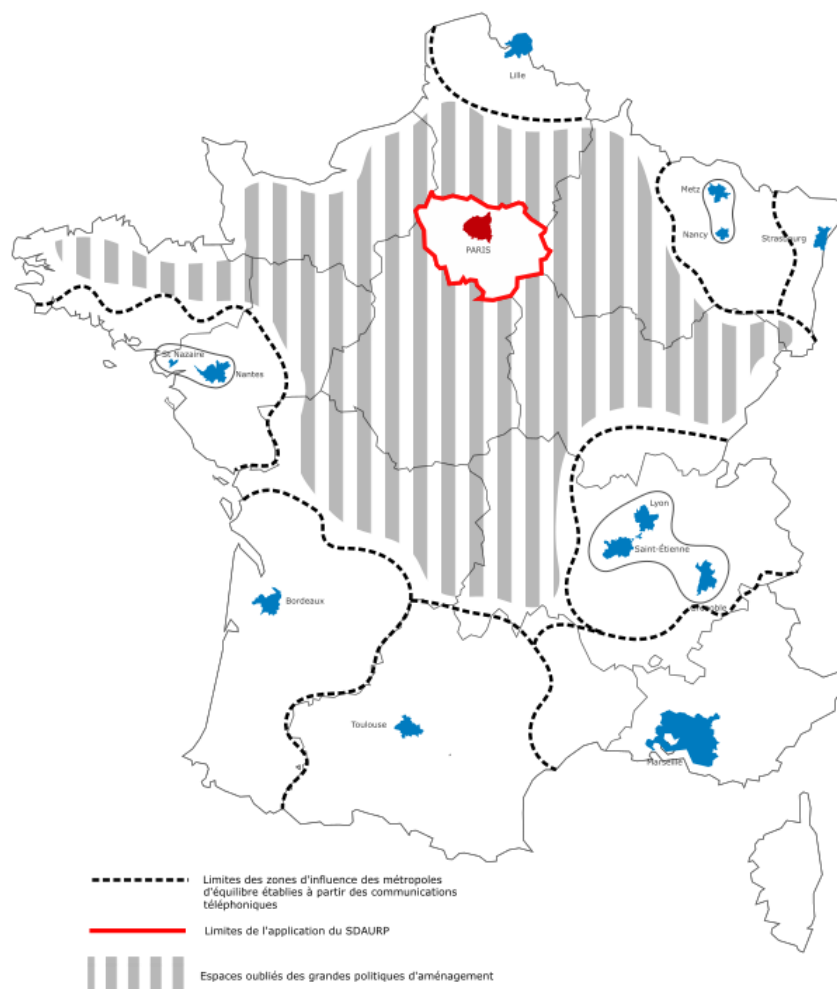 Lille
Metz
Nancy
Strasbourg
PARIS
St Nazaire
Nantes
Lyon
Saint-Étienne
Grenoble
Bordeaux
Toulouse
Marseille
Limites des zones d'influence des métropoles
d'équilibre établies à partir des communications
téléphoniques
Limites de l'application du SDAURP
Espaces oubliés des grandes politiques d'aménagement